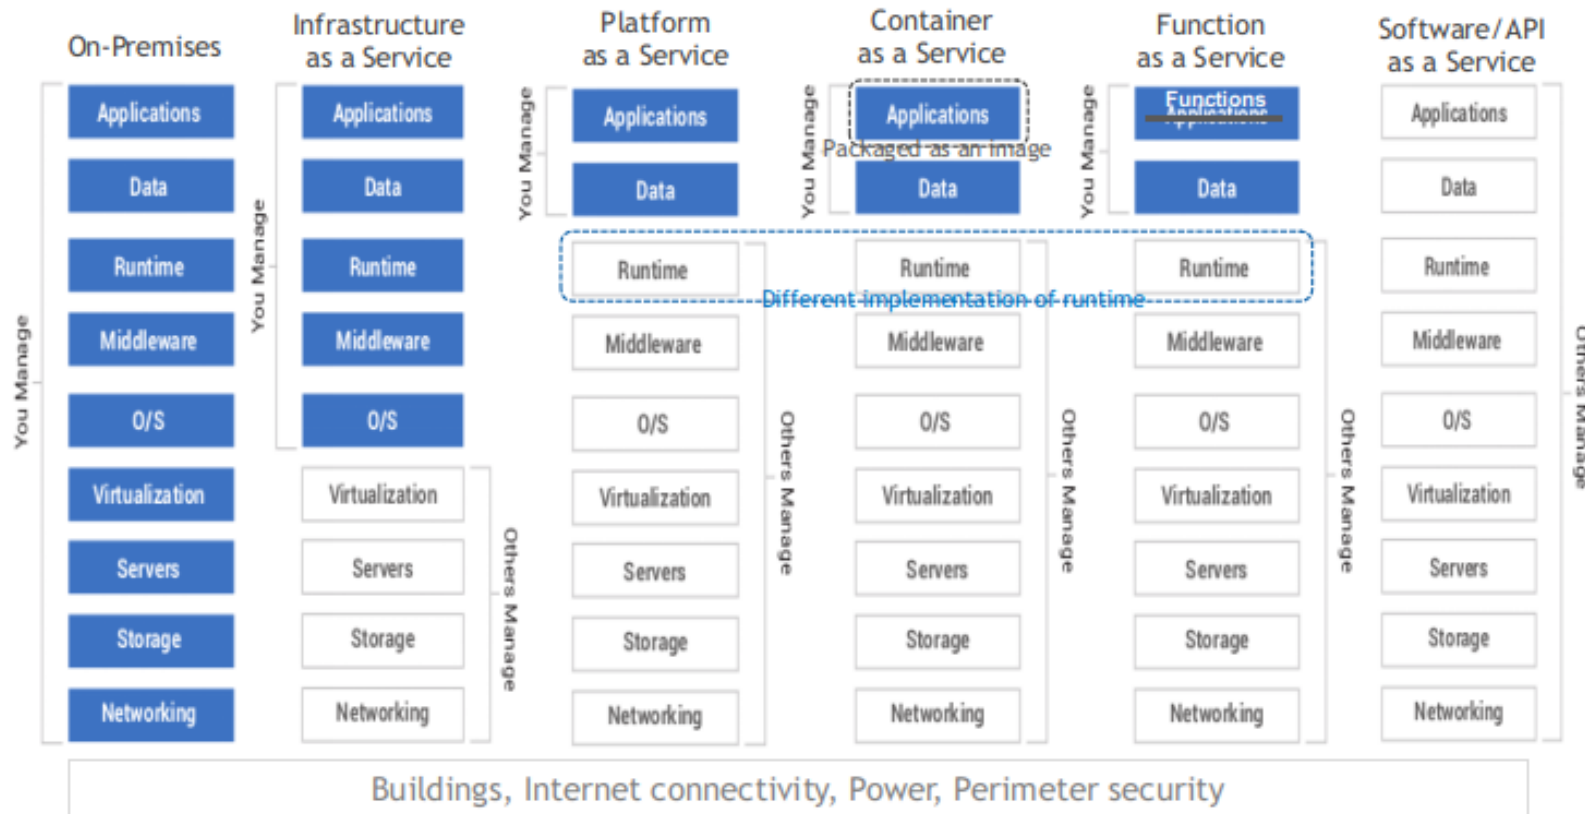 On-Premises
Infrastructure
as a Service
Platform
as a Service
Container
as a Service
Function
as a Service
Software/API
as a Service
You Manage
Applications
Data
Runtime
Middleware
O/S
Virtualization
Servers
Storage
Networking
You Manage
Applications
Data
Runtime
Middleware
O/S
Virtualization
Servers
Storage
Networking
Others Manage
You Manage
Applications
Data
Runtime
Middleware
O/S
Virtualization
Servers
Storage
Networking
Others Manage
You Manage
Applications
Packaged as an image
Data
Runtime
Different implementation of runtime
Middleware
O/S
Virtualization
Servers
Storage
Networking
Others Manage
You Manage
Functions
Applications
Data
Runtime
Middleware
O/S
Virtualization
Servers
Storage
Networking
Others Manage
Applications
Data
Runtime
Middleware
O/S
Virtualization
Servers
Storage
Networking
Others Manage
Buildings, Internet connectivity, Power, Perimeter security